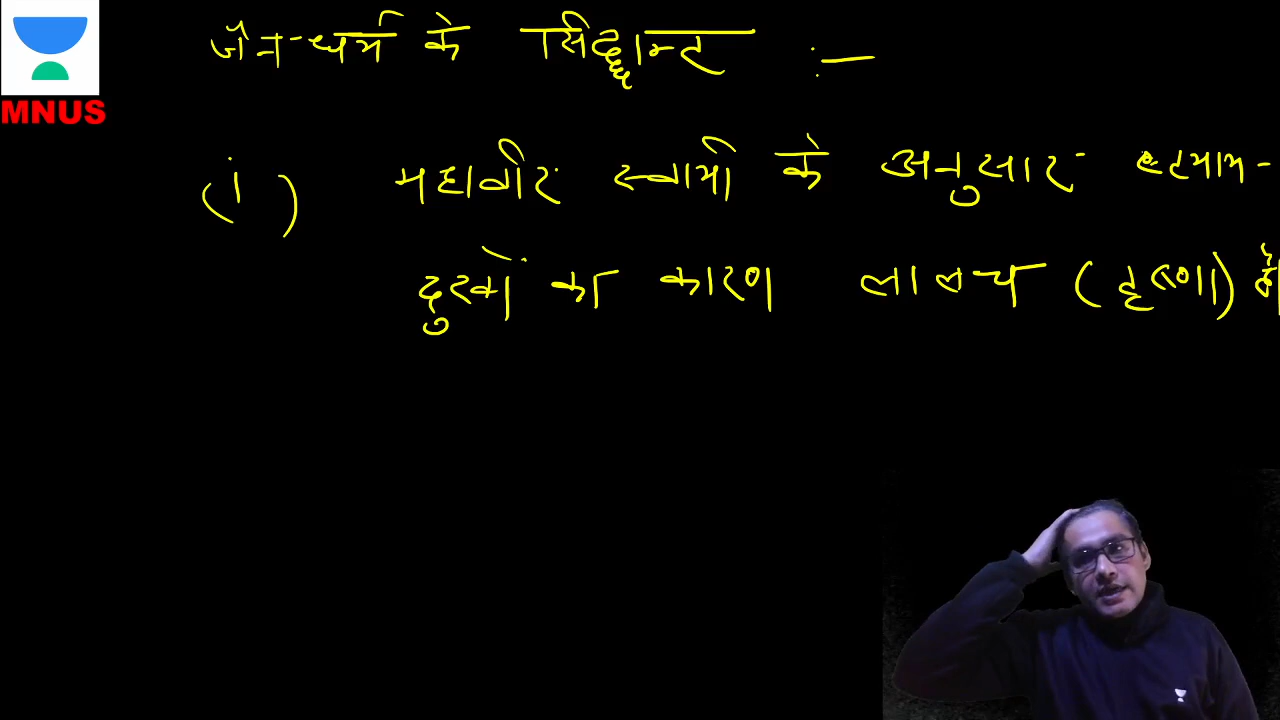 MNUS
जैन-धर्म के सिद्धान्त :-
(i) महावीर स्वामी के अनुसार
दुखों का कारण लालच (तृष्णा) है